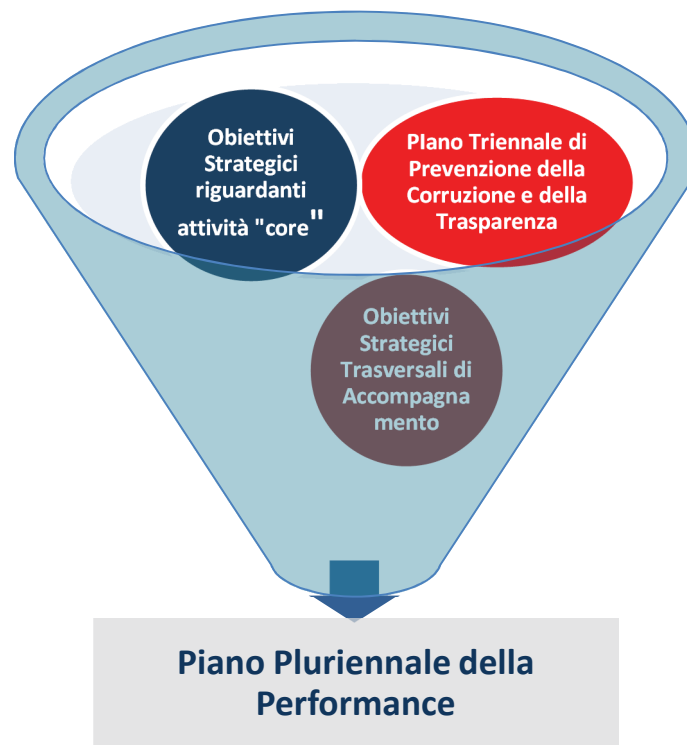 Obiettivi
Strategici
riguardanti
attività "core"
PIano Triennale di
Prevenzione della
Corruzione e della
Trasparenza
Obiettivi
Strategici
Trasversali di
Accompagna
mento
Piano Pluriennale della
Performance